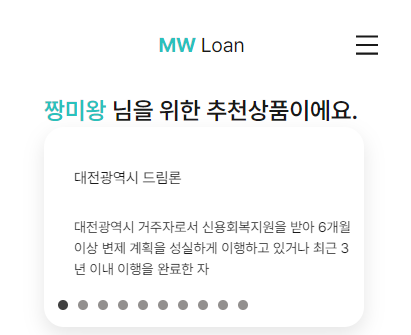 MW Loan
짱미왕 님을 위한 추천상품이에요.
대전광역시 드림론
대전광역시 거주자로서 신용회복지원을 받아 6개월
이상 변제 계획을 성실하게 이행하고 있거나 최근 3
년 이내 이행을 완료한 자